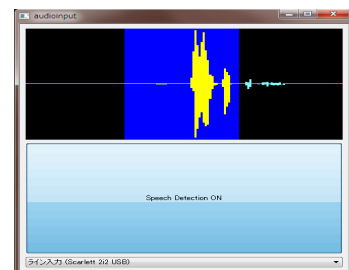 audioinput
Speech Detection ON
ライン入力 (Scarlett 2i2 USB)